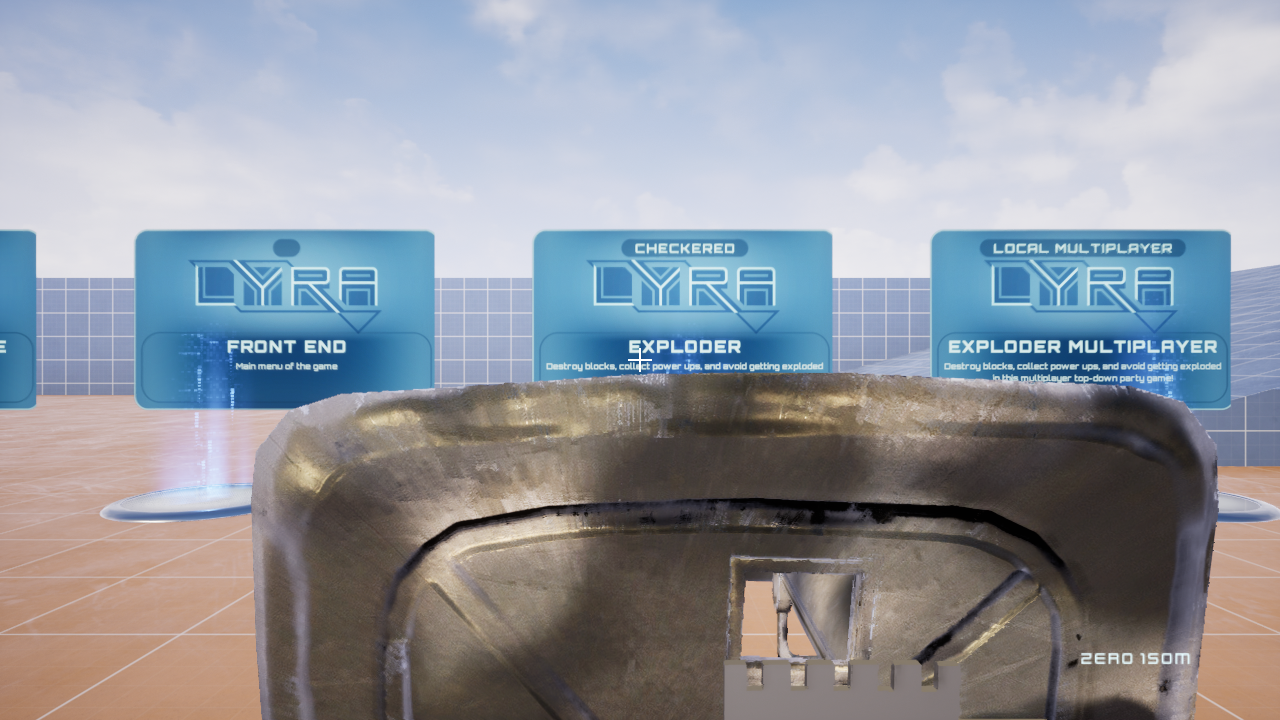 E
LYRA
FRONT END
Main menu of the game
CHECKERED
LYRA
EXPLODER
Destroy blocks, collect power ups, and avoid getting exploded
LOCAL MULTIPLAYER
LYRA
EXPLODER MULTIPLAYER
Destroy blocks, collect power ups, and avoid getting exploded
in this multiplayer top-down party game!
ZERO 150M